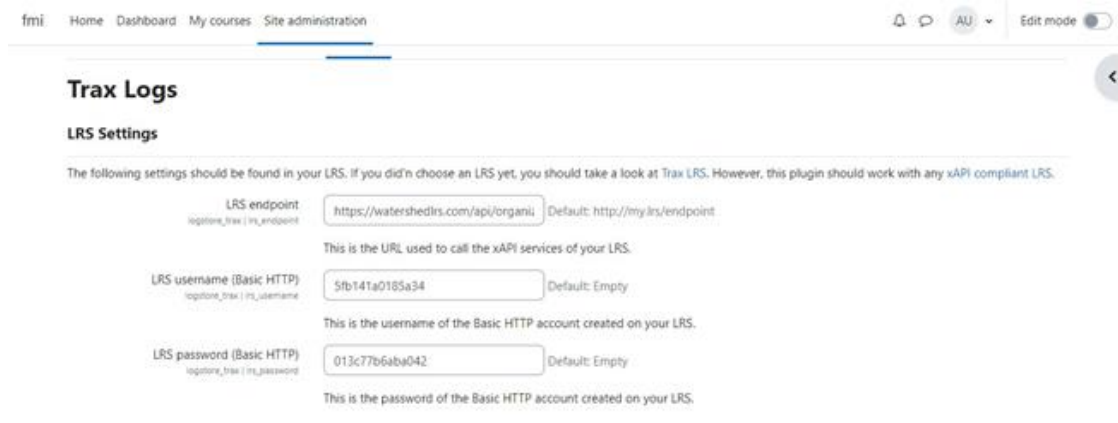 fmi Home Dashboard My courses Site administration AU Edit mode
Trax Logs
LRS Settings
The following settings should be found in your LRS. If you did'n choose an LRS yet, you should take a look at Trax LRS. However, this plugin should work with any xAPI compliant LRS.
LRS endpoint https://watershedlrs.com/api/organiz Default: http://my.lrs/endpoint
logstore_trax | lrs_endpoint
This is the URL used to call the xAPI services of your LRS.
LRS username (Basic HTTP) 5fb141a0185a34 Default: Empty
logstore_trax | lrs_username
This is the username of the Basic HTTP account created on your LRS.
LRS password (Basic HTTP) 013c77b6aba042 Default: Empty
logstore_trax | lrs_password
This is the password of the Basic HTTP account created on your LRS.